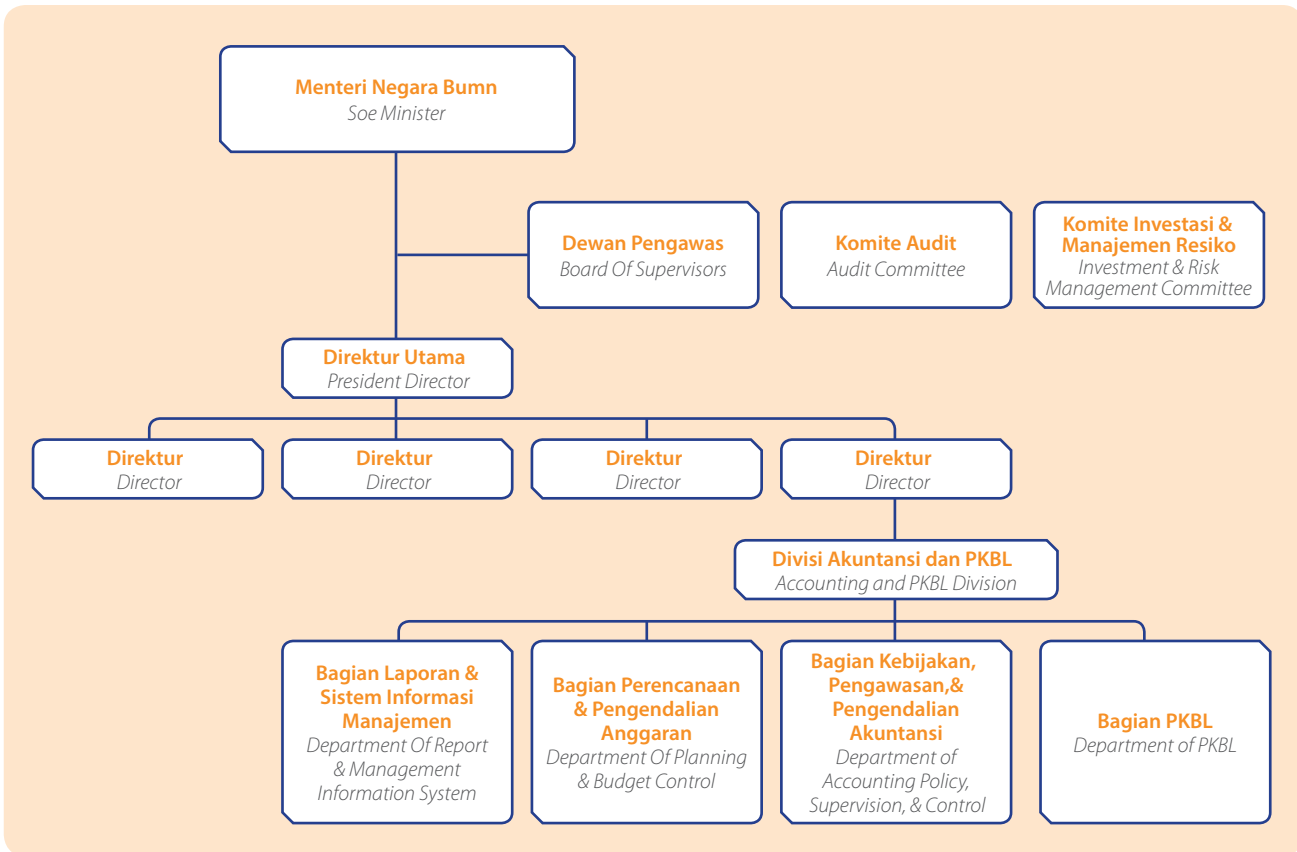 Menteri Negara Bumn
Soe Minister
Dewan Pengawas
Board Of Supervisors
Komite Audit
Audit Committee
Komite Investasi &
Manajemen Resiko
Investment & Risk
Management Committee
Direktur Utama
President Director
Direktur
Director
Direktur
Director
Direktur
Director
Direktur
Director
Divisi Akuntansi dan PKBL
Accounting and PKBL Division
Bagian Laporan &
Sistem Informasi
Manajemen
Department Of Report
& Management
Information System
Bagian Perencanaan
& Pengendalian
Anggaran
Department Of Planning
& Budget Control
Bagian Kebijakan,
Pengawasan,&
Pengendalian
Akuntansi
Department of
Accounting Policy,
Supervision, & Control
Bagian PKBL
Department of PKBL